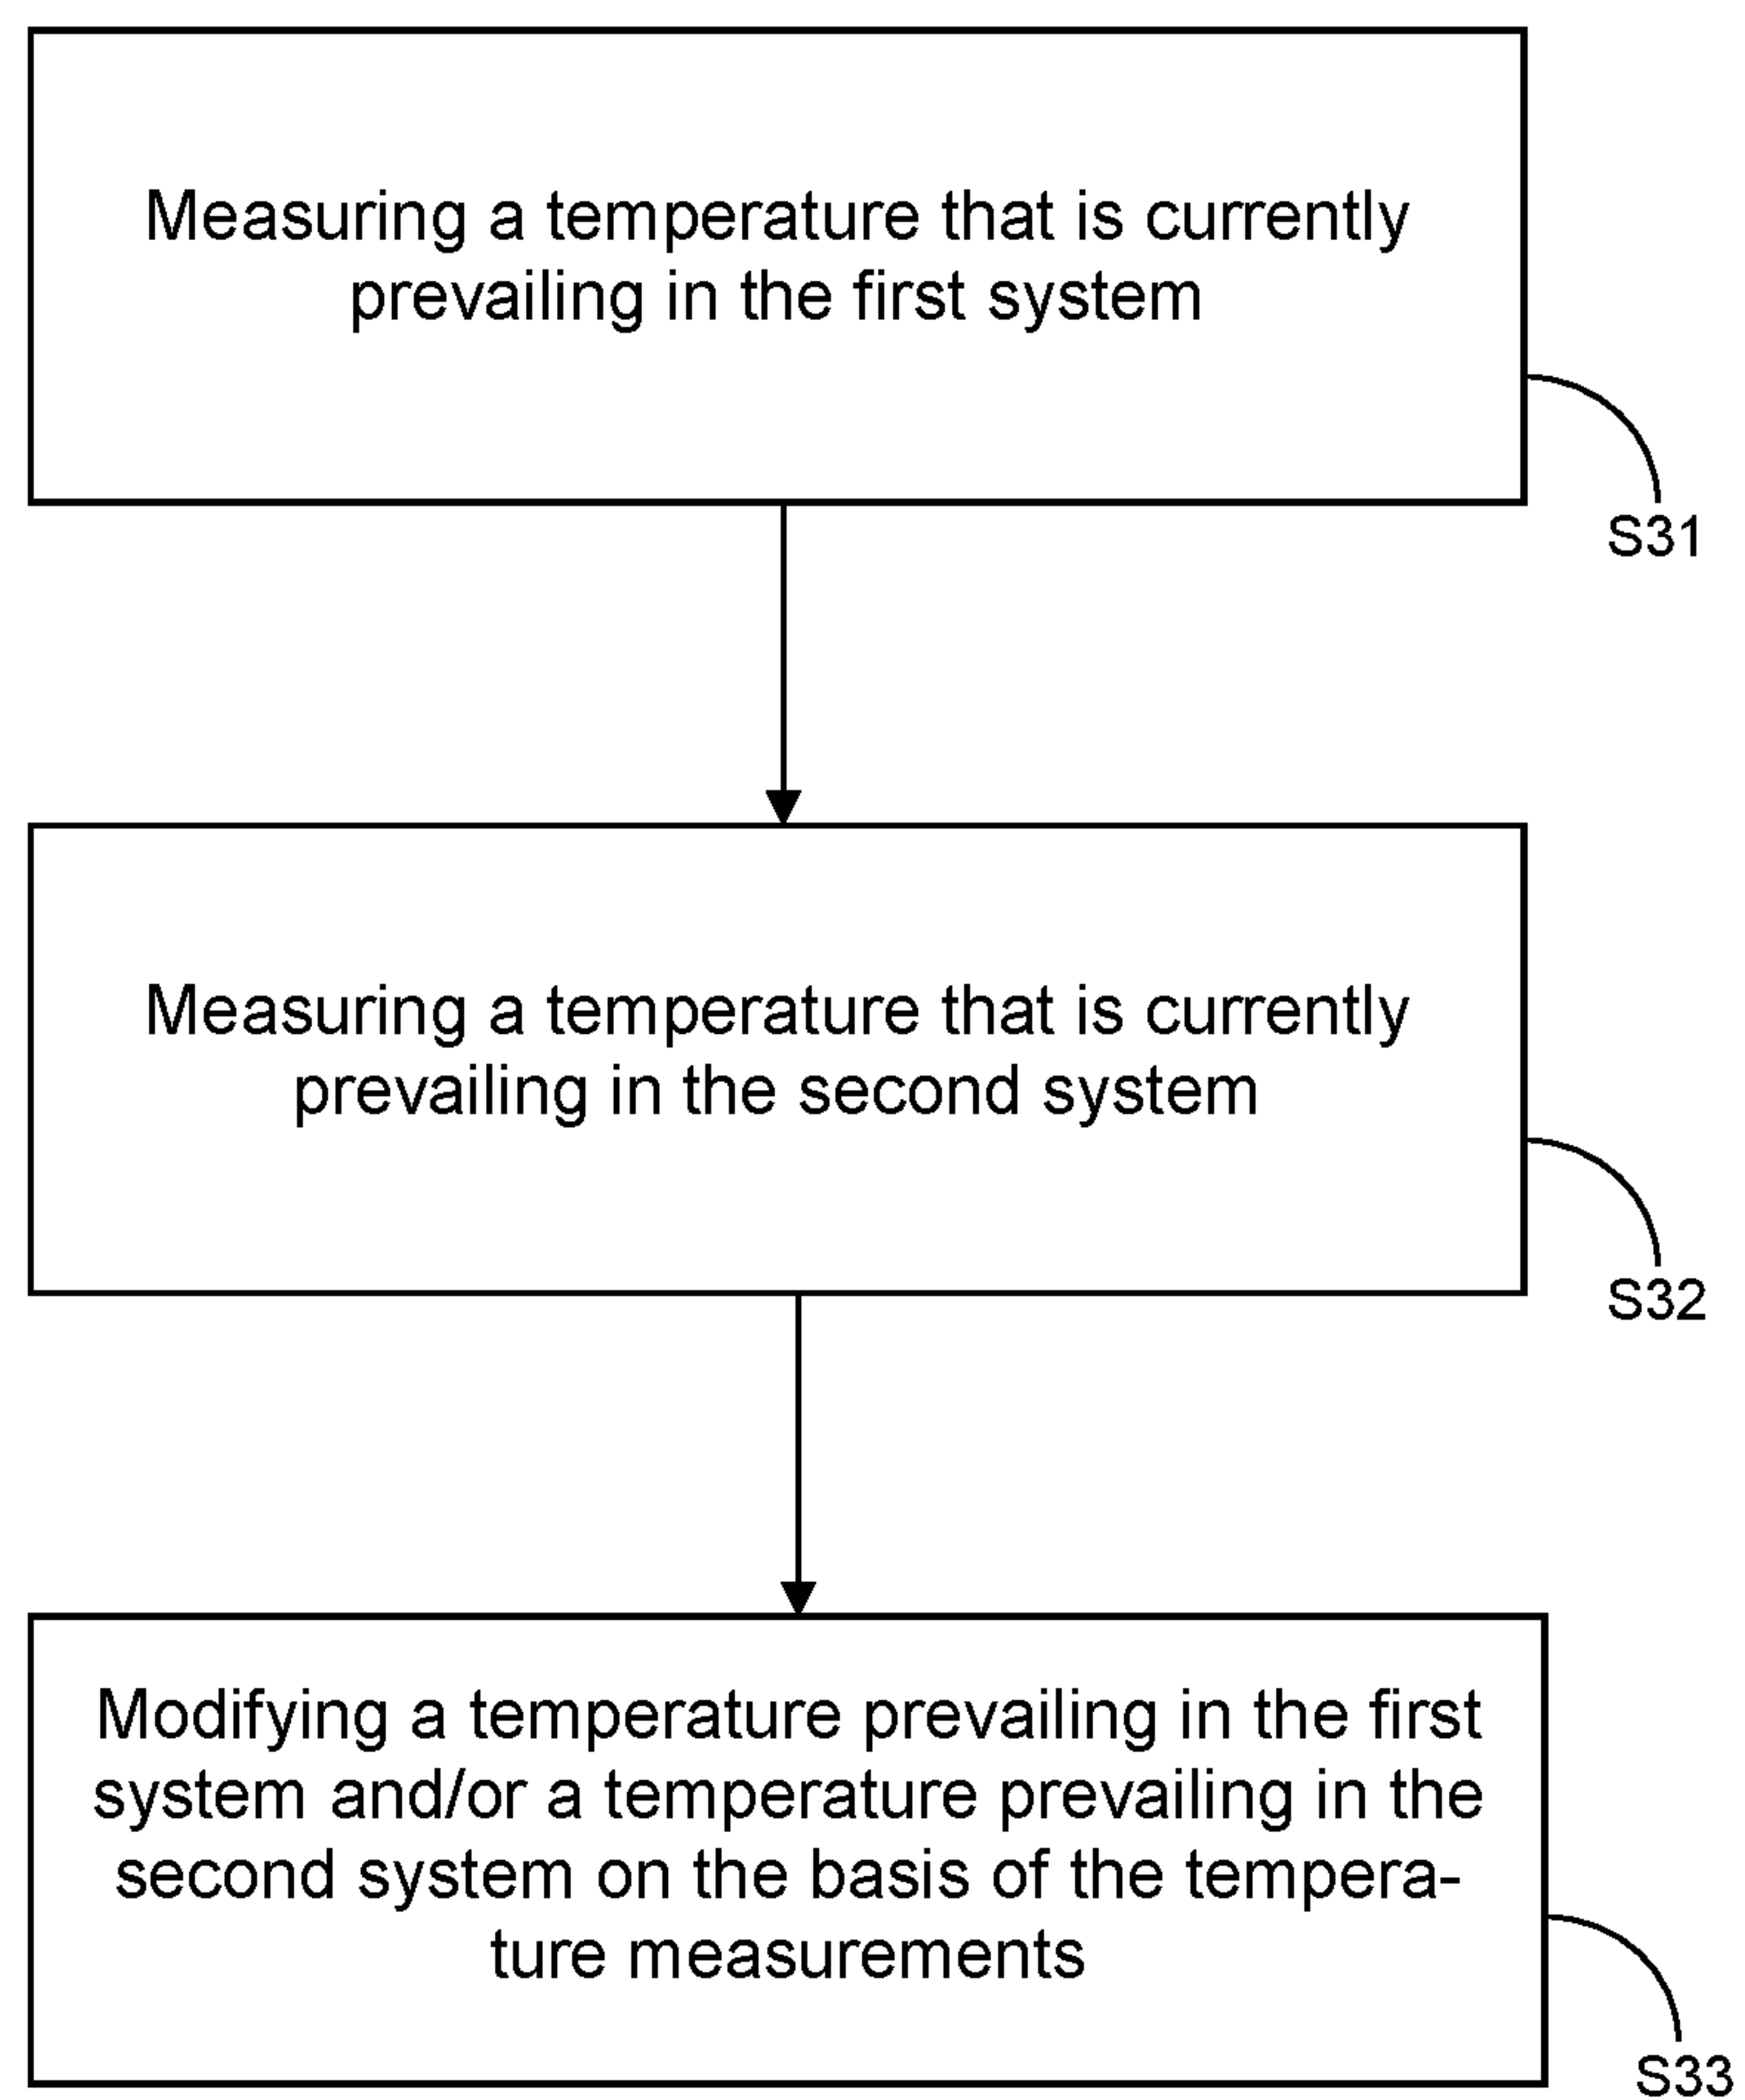 Measuring a temperature that is currently
prevailing in the first system
S31
Measuring a temperature that is currently
prevailing in the second system
S32
Modifying a temperature prevailing in the first
system and/or a temperature prevailing in the
second system on the basis of the tempera-
ture measurements
S33